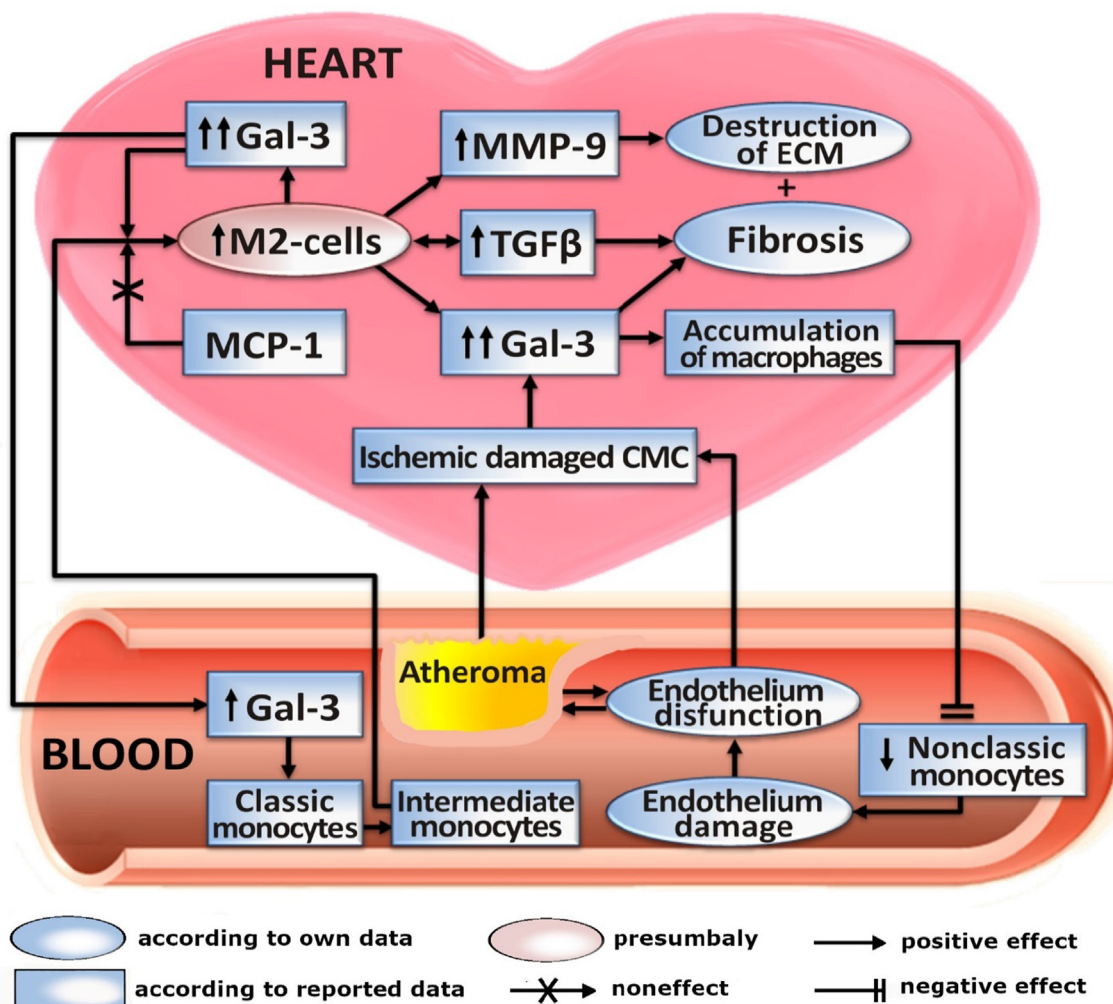 HEART
↑↑Gal-3
↑MMP-9
Destruction
of ECM
+
↑M2-cells
↑TGFβ
Fibrosis
MCP-1
↑↑Gal-3
Accumulation
of macrophages
Ischemic damaged CMC
Atheroma
↑Gal-3
Endothelium
disfunction
BLOOD
↓Nonclassic
monocytes
Classic
monocytes
Intermediate
monocytes
Endothelium
damage
according to own data
presumbaly
positive effect
according to reported data
noneffect
negative effect